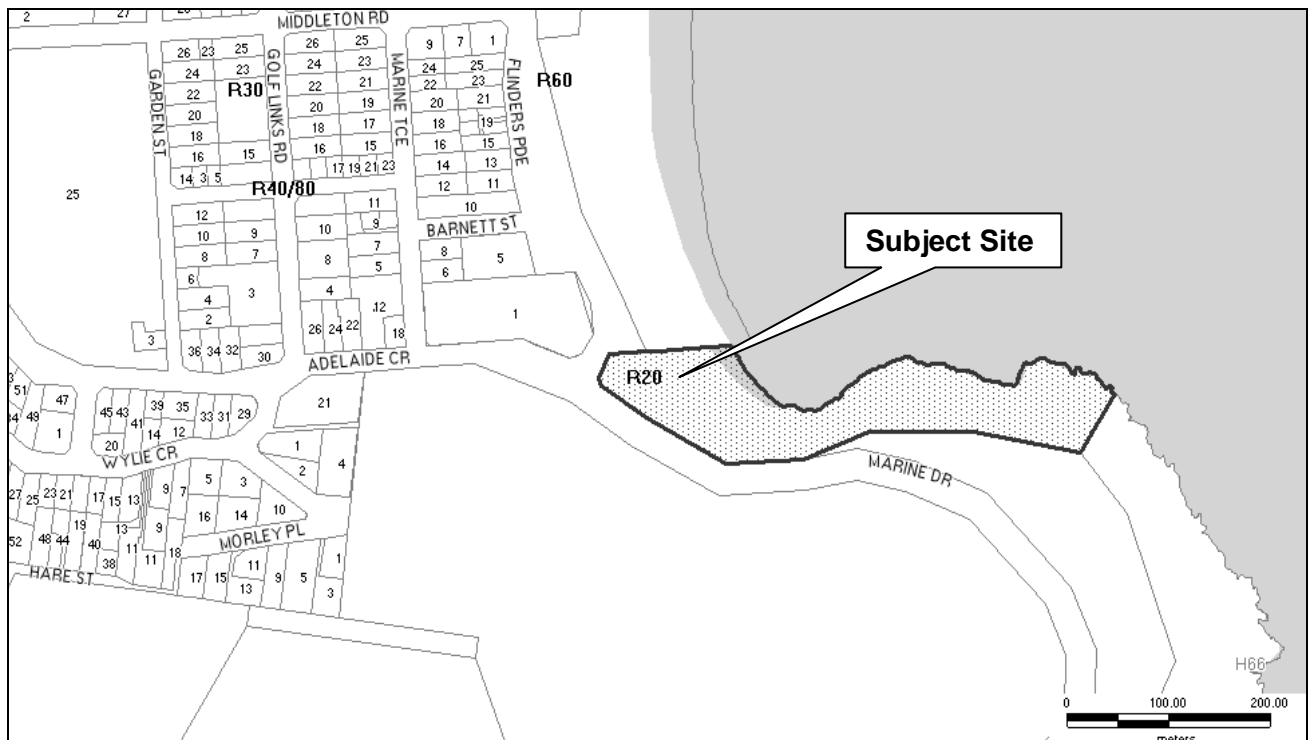 2
27
MIDDLETON RD
26 23 25
26 25
9 7 1
24 23
24 23
24 25
22
22 21
22 23
20
20 19
20 21
18
18 17
18 19
16 15
16 15
16 15
14 3 5
17 19 21 23
14 13
12 11
GARDEN ST
GOLF LINKS RD
MARINE TCE
FLINDERS PDE
R30
R60
R40/80
25
12
11
10
10 9
10 9
BARNETT ST
8 7
8 7
8 5
6
5
6
4 3
4
12
1
2
3
36 34 32 30
26 24 22
18
ADELAIDE CR
Subject Site
R20
MARINE DR
51 47
34 49 1
45 43 41 39 35 33 31 29
20 14 12
21
WYLIE CR
1
2
4
27 25 23 21 17 15 13 9 7 5 3
16 14 10
19 13 9
52 48 44 40 11 11 18
38
MORLEY PL
HARE ST
17 15 11 9 5 1
13 3
H66
0 100.00 200.00
meters